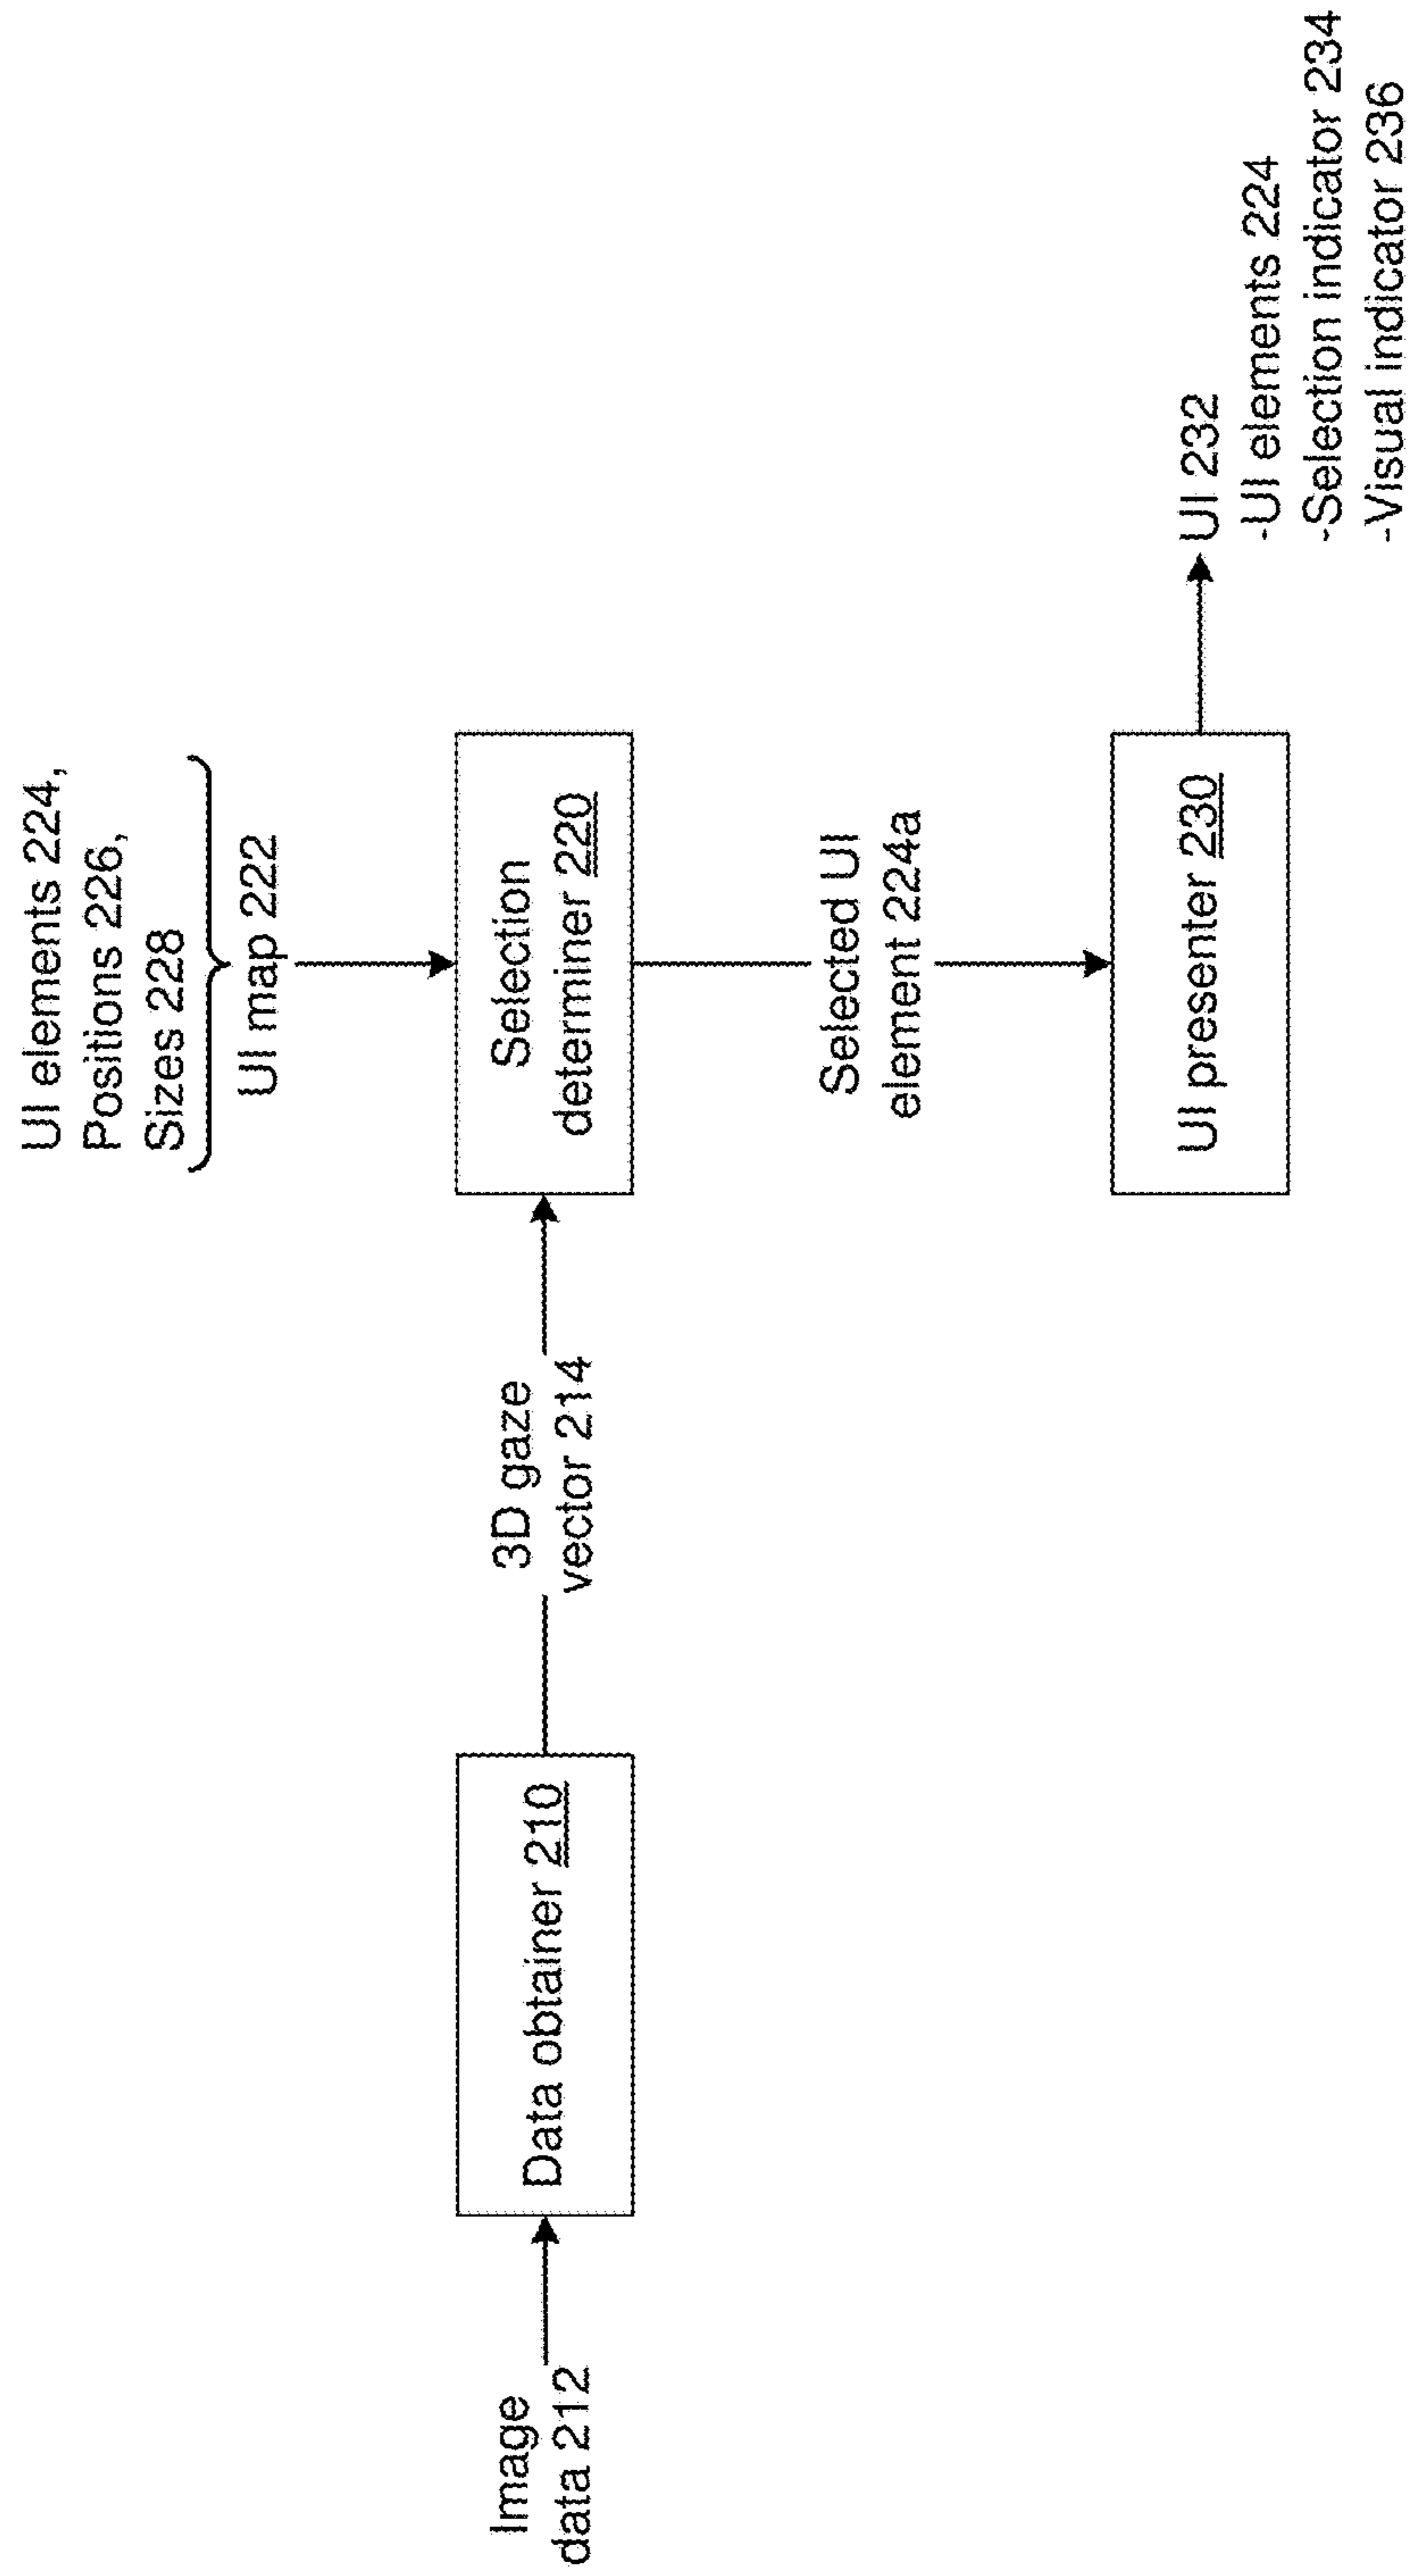 UI elements 224,
Positions 226,
Sizes 228
UI map 222
Image
data 212
Data obtainer 210
3D gaze
vector 214
Selection
determiner 220
Selected UI
element 224a
UI presenter 230
UI 232
-UI elements 224
-Selection indicator 234
-Visual indicator 236